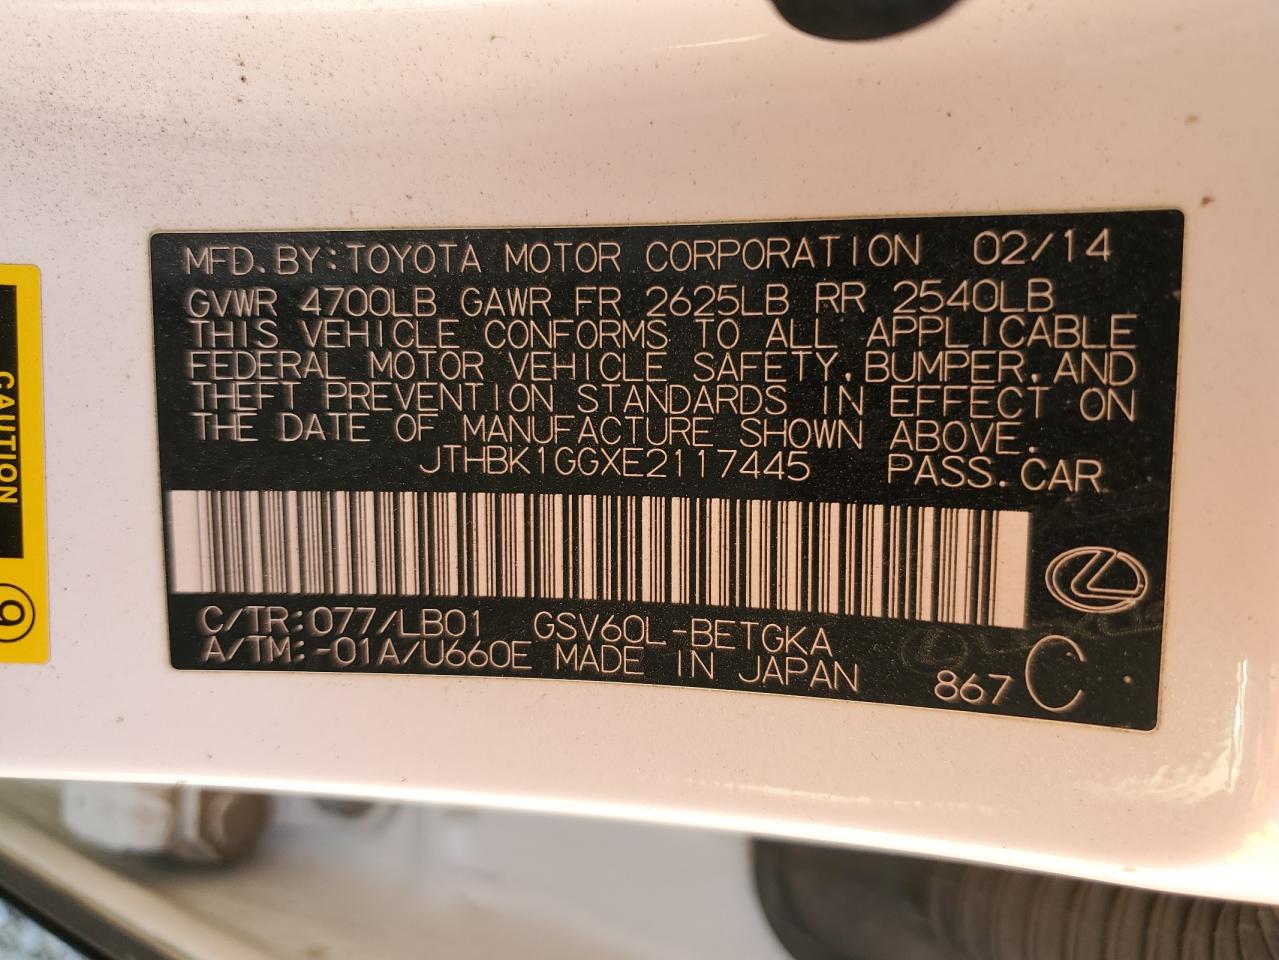 MFD.BY:TOYOTA MOTOR CORPORATION 02/14
GVWR 4700LB GAWR FR 2625LB RR 2540LB
THIS VEHICLE CONFORMS TO ALL APPLICABLE
FEDERAL MOTOR VEHICLE SAFETY,BUMPER,AND
THEFT PREVENTION STANDARDS IN EFFECT ON
THE DATE OF MANUFACTURE SHOWN ABOVE.
JTHBK1GGXE2117445 PASS.CAR
C/TR:077/LB01 GSV60L-BETGKA
A/TM:-01A/U660E MADE IN JAPAN
867 C
CAUTION
9